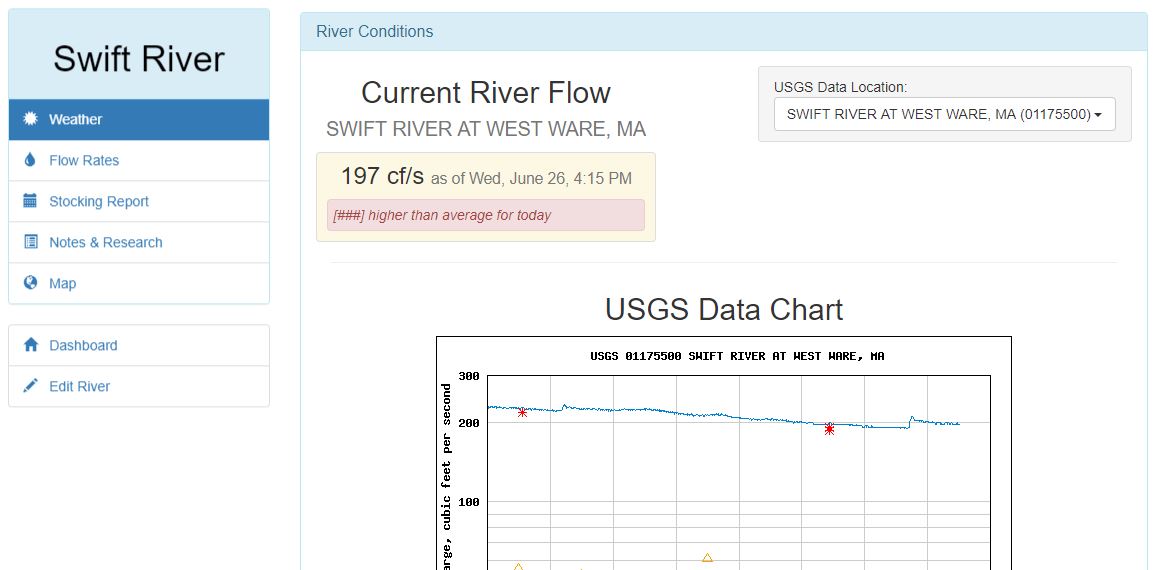 Swift River
Weather
Flow Rates
Stocking Report
Notes & Research
Map
Dashboard
Edit River
River Conditions
Current River Flow
SWIFT RIVER AT WEST WARE, MA
197 cf/s as of Wed, June 26, 4:15 PM
[###] higher than average for today
USGS Data Location:
SWIFT RIVER AT WEST WARE, MA (01175500)
USGS Data Chart
USGS 01175500 SWIFT RIVER AT WEST WARE, MA
300
200
100
arge, cubic feet per second